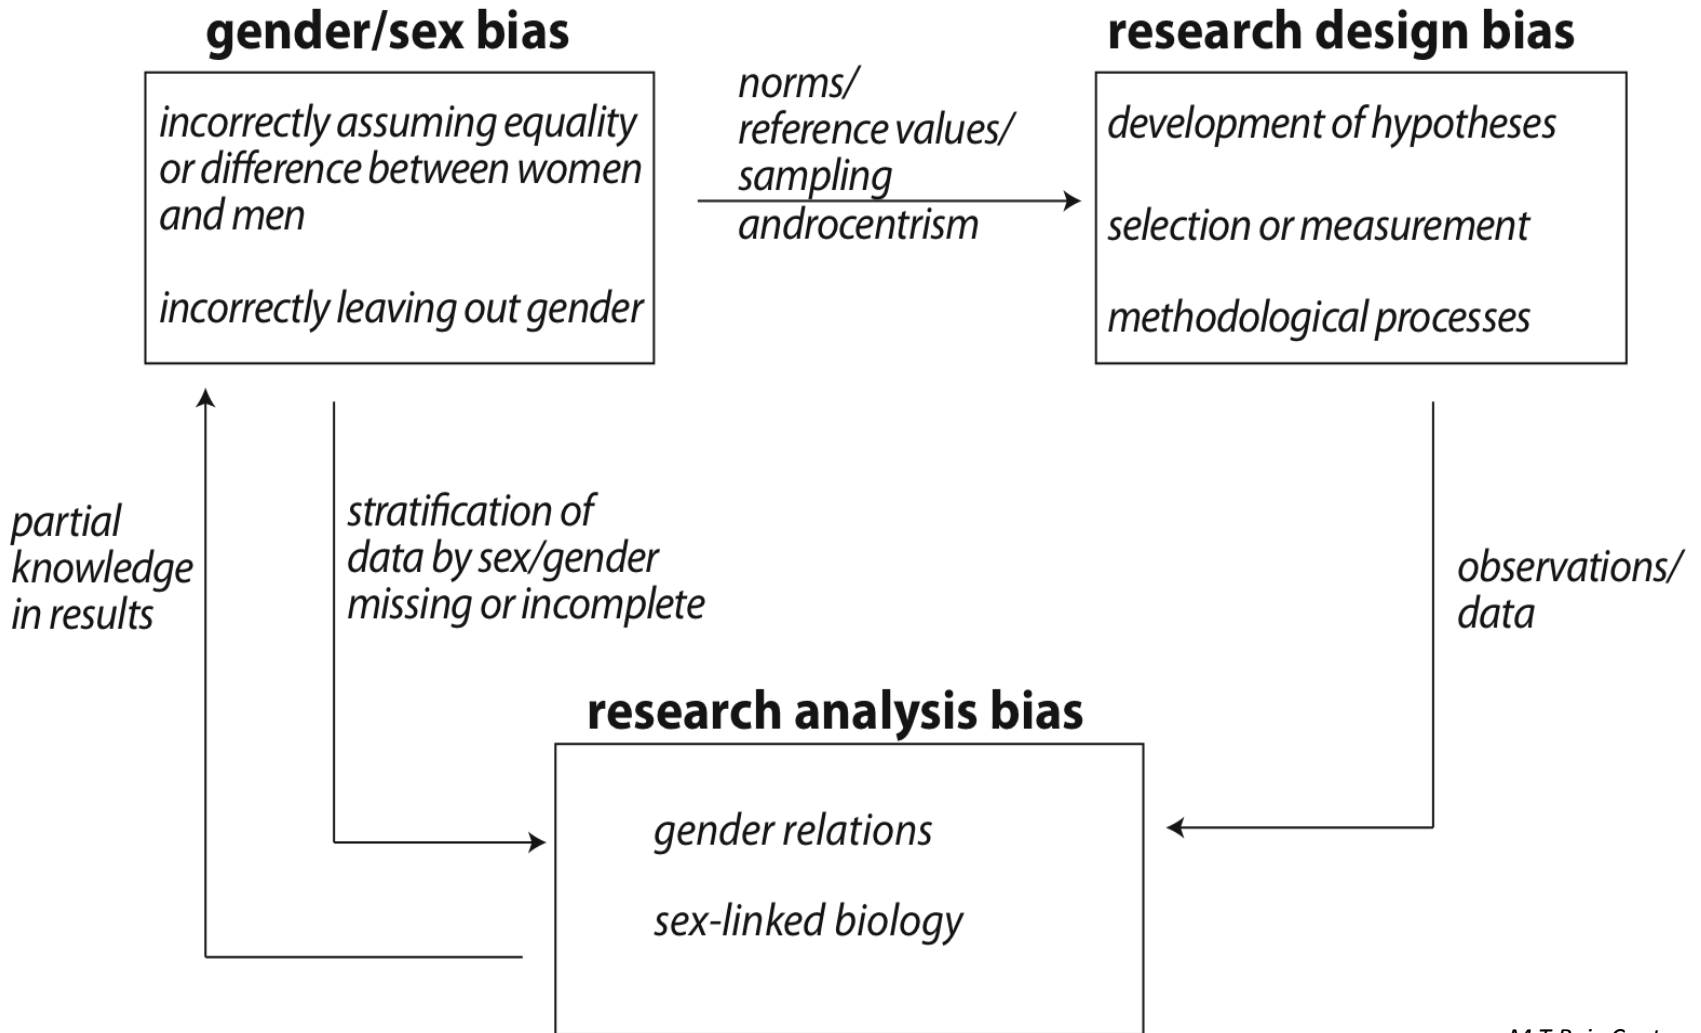 gender/sex bias
incorrectly assuming equality
or difference between women
and men
incorrectly leaving out gender
norms/
reference values/
sampling
androcentrism
research design bias
development of hypotheses
selection or measurement
methodological processes
partial
knowledge
in results
stratification of
data by sex/gender
missing or incomplete
observations/
data
research analysis bias
gender relations
sex-linked biology